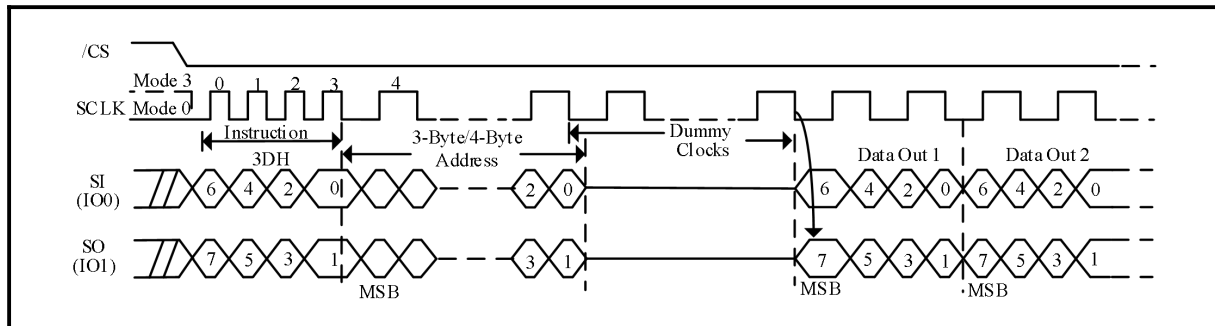 /CS
Mode 3 0 1 2 3 4
SCLK Mode 0
Instruction 3-Byte/4-Byte Address Dummy Clocks
3DH Data Out 1 Data Out 2
SI (IO0) 6 4 2 0 2 0 6 4 2 0 6 4 2 0
SO (IO1) 7 5 3 1 3 1 7 5 3 1 7 5 3 1
MSB MSB MSB